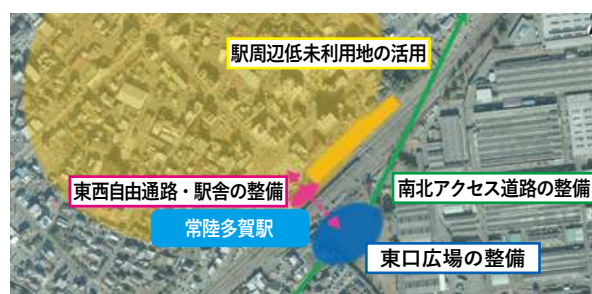 駅周辺低未利用地の活用
東西自由通路・駅舎の整備
南北アクセス道路の整備
常陸多賀駅
東口広場の整備